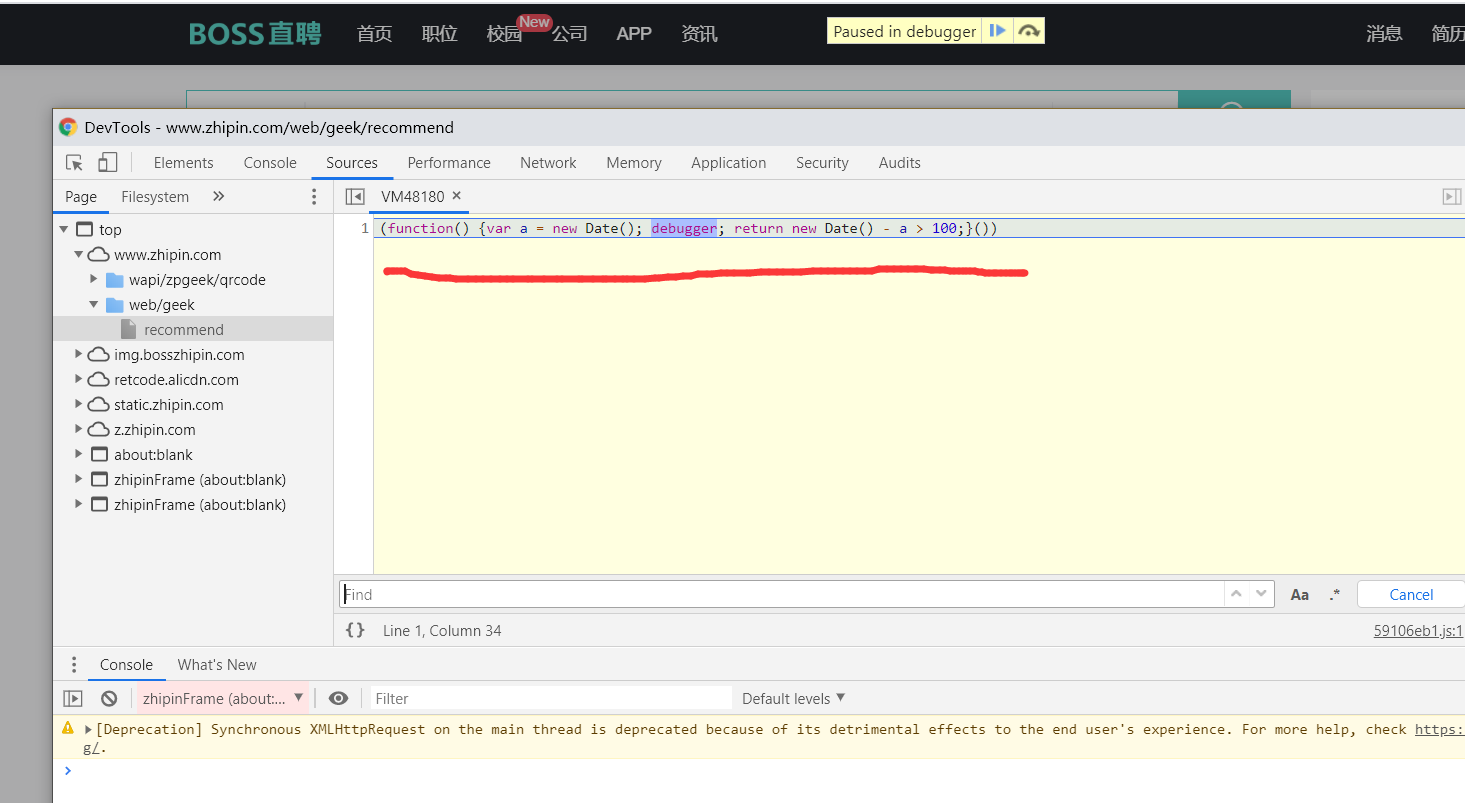 BOSS直聘 首页 职位 校园 New 公司 APP 资讯 Paused in debugger 消息 简历
DevTools - www.zhipin.com/web/geek/recommend
Elements Console Sources Performance Network Memory Application Security Audits
Page Filesystem » VM48180 ×
top
1 (function() {var a = new Date(); debugger; return new Date() - a > 100;}())
www.zhipin.com
wapi/zpgeek/qrcode
web/geek
recommend
img.bosszhipin.com
retcode.alicdn.com
static.zhipin.com
z.zhipin.com
about:blank
zhipinFrame (about:blank)
zhipinFrame (about:blank)
Find Aa .* Cancel
{} Line 1, Column 34 59106eb1.js:1
Console What's New
zhipinFrame (about:... Filter Default levels
[Deprecation] Synchronous XMLHttpRequest on the main thread is deprecated because of its detrimental effects to the end user's experience. For more help, check https:
g/.